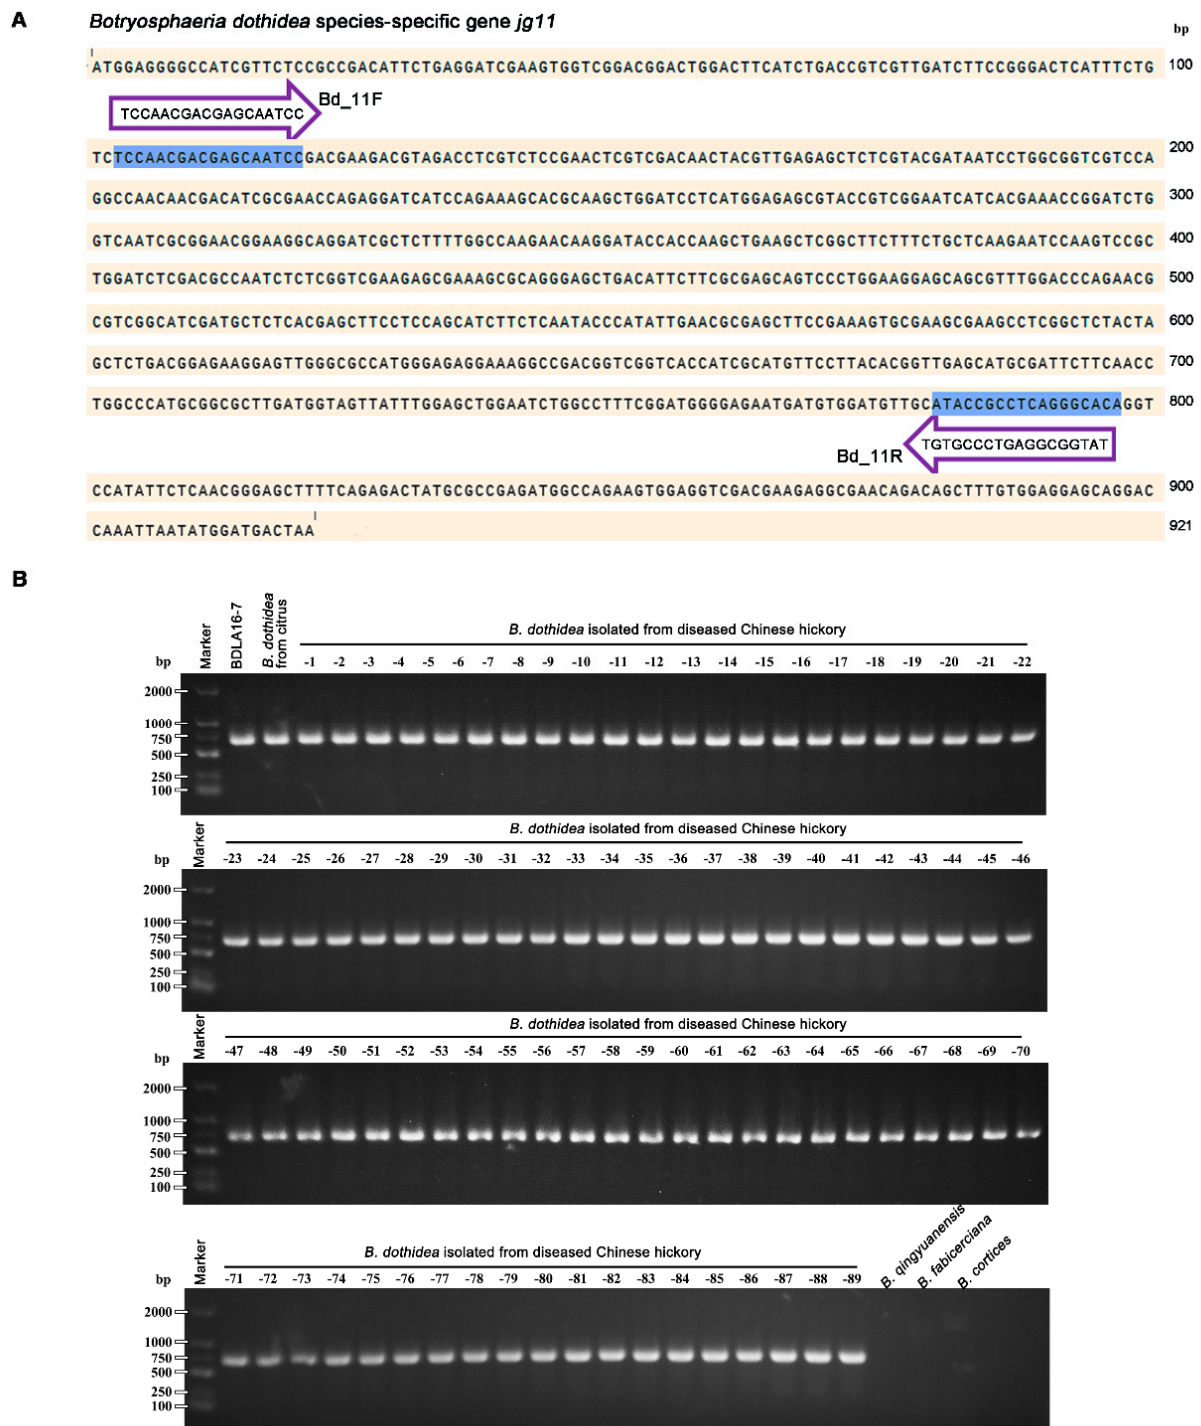 A
Botryosphaeria dothidea species-specific gene jg11
bp
ATGGAGGGGCCATCGTTCTCCGCCGACATTCTGAGGATCGAAGTGGTCGGACGGACTGGACTTCATCTGACCGTCGTTGATCTTCCGGGACTCATTTCTG 100
TCCAACGACGAGCAATCC Bd_11F
TCTCCAACGACGAGCAATCCGACGAAGACGTAGACCTCGTCTCCGAACTCGTCGACAACTACGTTGAGAGCTCTCGTACGATAATCCTGGCGGTCGTCCA 200
GGCCAACAACGACATCGCGAACCAGAGGATCATCCAGAAAGCACGCAAGCTGGATCCTCATGGAGAGCGTACCGTCGGAATCATCACGAAACCGGATCTG 300
GTCAATCGCGGAACGGAAGGCAGGATCGCTCTTTTGGCCAAGAACAAGGATACCACCAAGCTGAAGCTCGGCTTCTTTCTGCTCAAGAATCCAAGTCCGC 400
TGGATCTCGACGCCAATCTCTCGGTCGAAGAGCGAAAGCGCAGGGAGCTGACATTCTTCGCGAGCAGTCCCTGGAAGGAGCAGCGTTTGGACCCAGAACG 500
CGTCGGCATCGATGCTCTCACGAGCTTCCTCCAGCATCTTCTCAATACCCATATTGAACGCGAGCTTCCGAAAGTGCGAAGCGAAGCCTCGGCTCTACTA 600
GCTCTGACGGAGAAGGAGTTGGGCGCCATGGGAGAGGAAAGGCCGACGGTCGGTCACCATCGCATGTTCCTTACACGGTTGAGCATGCGATTCTTCAACC 700
TGGCCCATGCGGCGCTTGATGGTAGTTATTTGGAGCTGGAATCTGGCCTTTCGGATGGGGAGAATGATGTGGATGTTGCATACCGCCTCAGGGCACAGGT 800
Bd_11R TGTGCCCTGAGGCGGTAT
CCATATTCTCAACGGGAGCTTTTCAGAGACTATGCGCCGAGATGGCCAGAAGTGGAGGTCGACGAAGAGGCGAACAGACAGCTTTGTGGAGGAGCAGGAC 900
CAAATTAATATGGATGACTAA 921
B
bp Marker BDLA16-7 B. dothidea from citrus B. dothidea isolated from diseased Chinese hickory
-1 -2 -3 -4 -5 -6 -7 -8 -9 -10 -11 -12 -13 -14 -15 -16 -17 -18 -19 -20 -21 -22
2000
1000
750
500
250
100
B. dothidea isolated from diseased Chinese hickory
bp Marker -23 -24 -25 -26 -27 -28 -29 -30 -31 -32 -33 -34 -35 -36 -37 -38 -39 -40 -41 -42 -43 -44 -45 -46
2000
1000
750
500
250
100
B. dothidea isolated from diseased Chinese hickory
bp Marker -47 -48 -49 -50 -51 -52 -53 -54 -55 -56 -57 -58 -59 -60 -61 -62 -63 -64 -65 -66 -67 -68 -69 -70
2000
1000
750
500
250
100
B. dothidea isolated from diseased Chinese hickory
bp Marker -71 -72 -73 -74 -75 -76 -77 -78 -79 -80 -81 -82 -83 -84 -85 -86 -87 -88 -89 B. qingyuanensis B. fabicerciana B. cortices
2000
1000
750
500
250
100